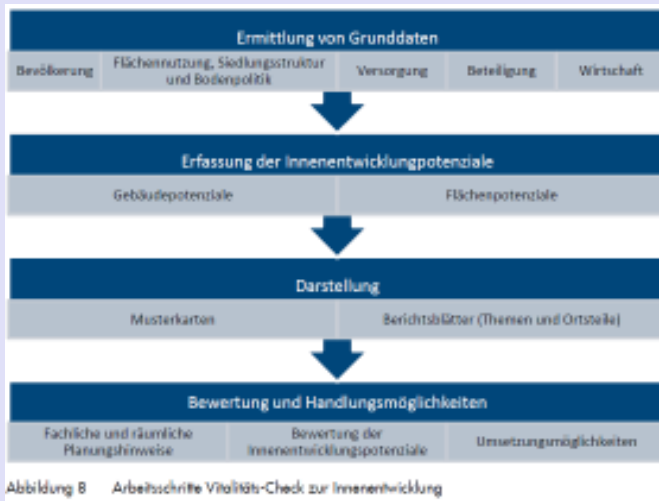 Ermittlung von Grunddaten
Bevölkerung
Flächennutzung, Siedlungsstruktur
und Bodenpolitik
Versorgung
Beteiligung
Wirtschaft
Erfassung der Innenentwicklungpotenziale
Gebäudepotenziale
Flächenpotenziale
Darstellung
Musterkarten
Berichtsblätter (Themen und Ortsteile)
Bewertung und Handlungsmöglichkeiten
Fachliche und räumliche
Planungshinweise
Bewertung der
Innenentwicklungspotenziale
Umsetzungsmöglichkeiten
Abbildung 8 Arbeitsschritte Vitalitäts-Check zur Innenentwicklung